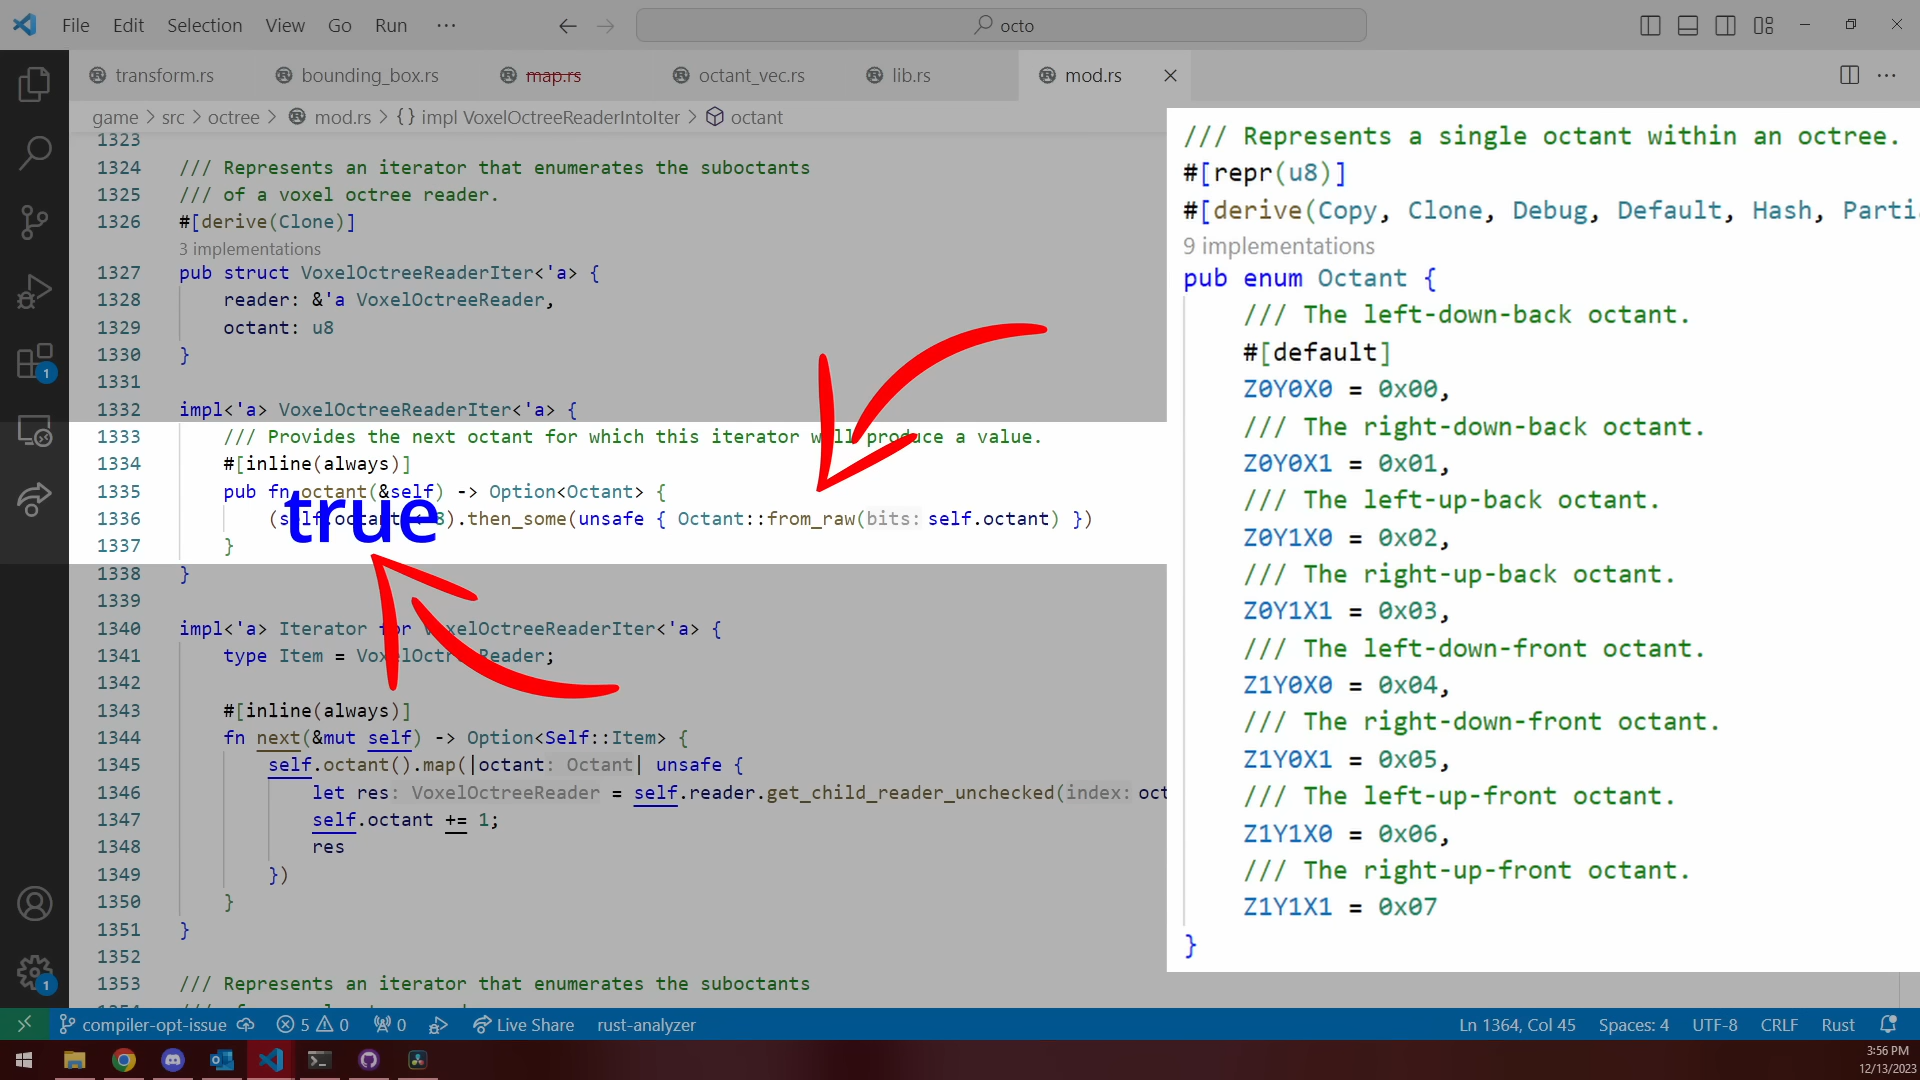 File Edit Selection View Go Run ···
octo
transform.rs
bounding_box.rs
map.rs
octant_vec.rs
lib.rs
mod.rs
game > src > octree > mod.rs > {} impl VoxelOctreeReaderIntoIter > octant
1323
1324 /// Represents an iterator that enumerates the suboctants
1325 /// of a voxel octree reader.
1326 #[derive(Clone)]
3 implementations
1327 pub struct VoxelOctreeReaderIter<'a> {
1328 reader: &'a VoxelOctreeReader,
1329 octant: u8
1330 }
1331
1332 impl<'a> VoxelOctreeReaderIter<'a> {
1333 /// Provides the next octant for which this iterator will produce a value.
1334 #[inline(always)]
1335 pub fn octant(&self) -> Option<Octant> {
1336 (self.octant < 8).then_some(unsafe { Octant::from_raw(bits: self.octant) })
true
1337 }
1338 }
1339
1340 impl<'a> Iterator for VoxelOctreeReaderIter<'a> {
1341 type Item = VoxelOctreeReader;
1342
1343 #[inline(always)]
1344 fn next(&mut self) -> Option<Self::Item> {
1345 self.octant().map(|octant: Octant| unsafe {
1346 let res: VoxelOctreeReader = self.reader.get_child_reader_unchecked(index: oct
1347 self.octant += 1;
1348 res
1349 })
1350 }
1351 }
1352
1353 /// Represents an iterator that enumerates the suboctants
/// Represents a single octant within an octree.
#[repr(u8)]
#[derive(Copy, Clone, Debug, Default, Hash, Parti
9 implementations
pub enum Octant {
/// The left-down-back octant.
#[default]
Z0Y0X0 = 0x00,
/// The right-down-back octant.
Z0Y0X1 = 0x01,
/// The left-up-back octant.
Z0Y1X0 = 0x02,
/// The right-up-back octant.
Z0Y1X1 = 0x03,
/// The left-down-front octant.
Z1Y0X0 = 0x04,
/// The right-down-front octant.
Z1Y0X1 = 0x05,
/// The left-up-front octant.
Z1Y1X0 = 0x06,
/// The right-up-front octant.
Z1Y1X1 = 0x07
}
1
1
compiler-opt-issue 5 0 0 Live Share rust-analyzer Ln 1364, Col 45 Spaces: 4 UTF-8 CRLF Rust
3:56 PM
12/13/2023